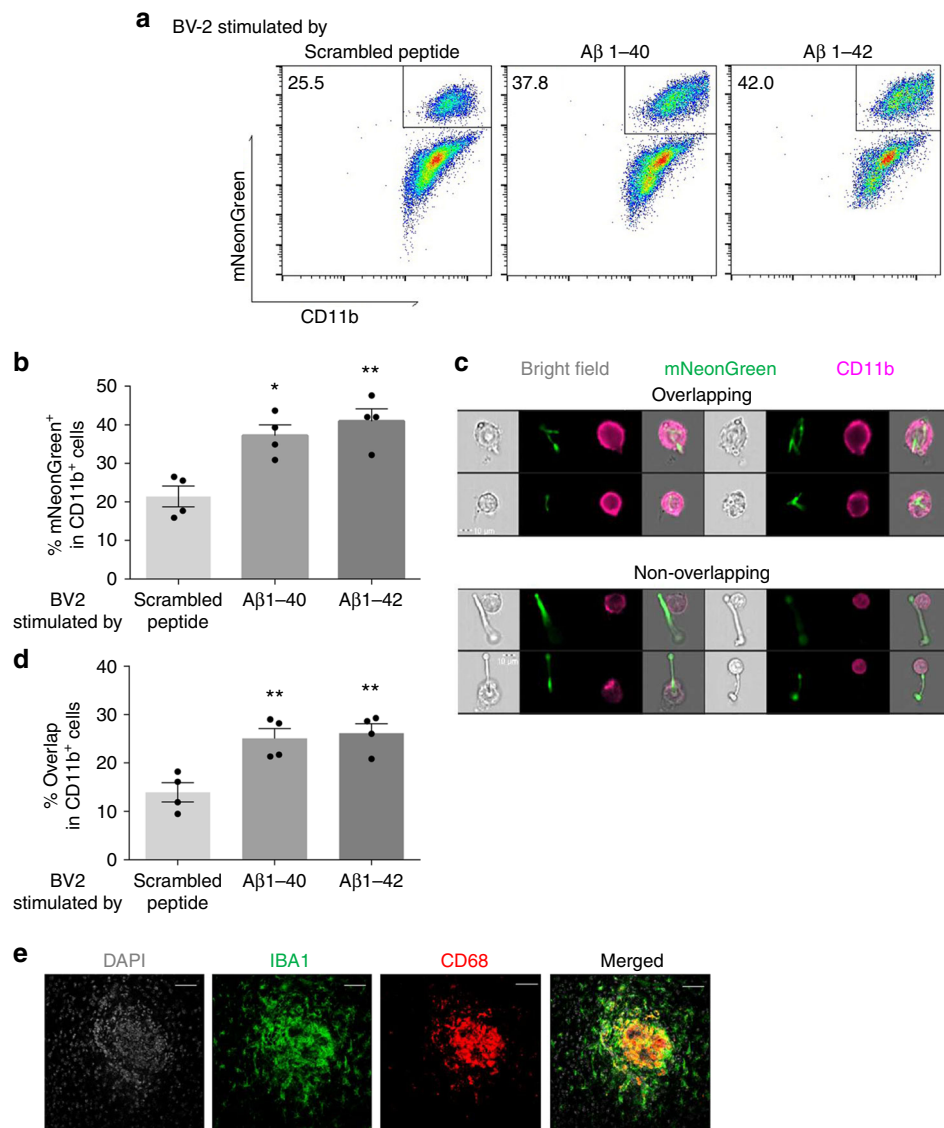 a BV-2 stimulated by
Scrambled peptide Aβ 1–40 Aβ 1–42
25.5 37.8 42.0
mNeonGreen
CD11b
b
% mNeonGreen⁺
in CD11b⁺ cells
50
40
30
20
10
0
* **
BV2 Scrambled Aβ1–40 Aβ1–42
stimulated by peptide
c Bright field mNeonGreen CD11b
Overlapping
10 μm
Non-overlapping
10 μm
d
% Overlap
in CD11b⁺ cells
40
30
20
10
0
** **
BV2 Scrambled Aβ1–40 Aβ1–42
stimulated by peptide
e DAPI IBA1 CD68 Merged